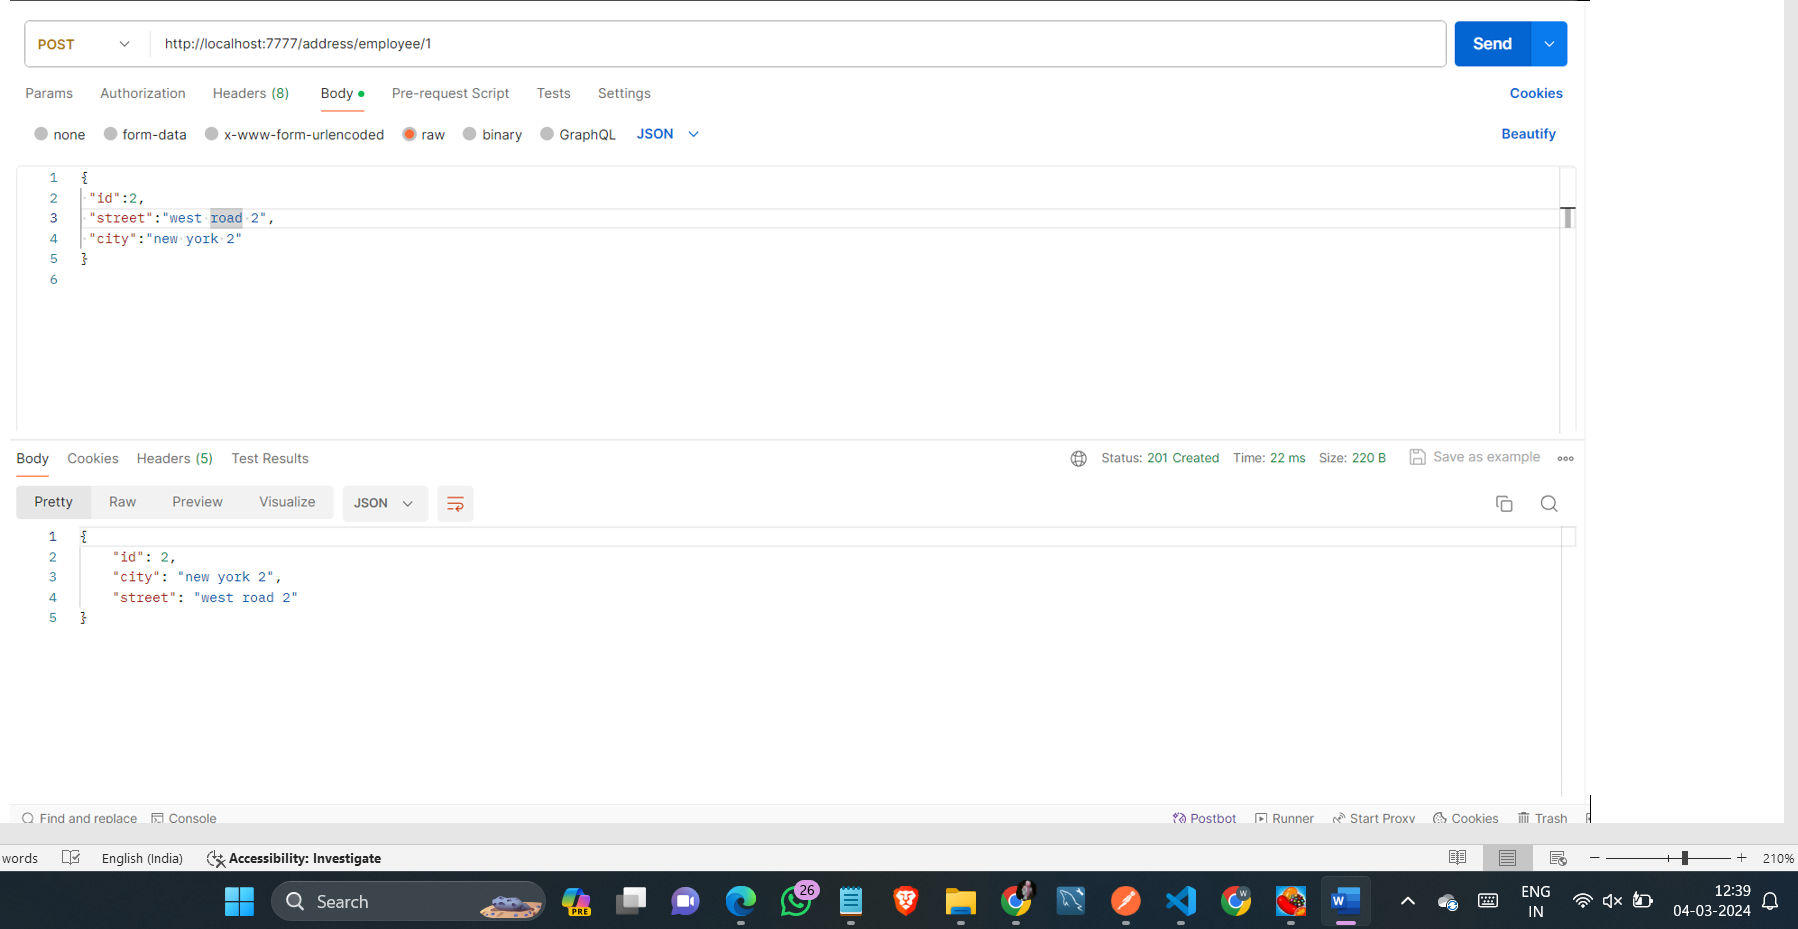 POST http://localhost:7777/address/employee/1 Send
Params Authorization Headers (8) Body Pre-request Script Tests Settings Cookies
none form-data x-www-form-urlencoded raw binary GraphQL JSON Beautify
1 {
2 "id":2,
3 "street":"west road 2",
4 "city":"new york 2"
5 }
6
Body Cookies Headers (5) Test Results Status: 201 Created Time: 22 ms Size: 220 B Save as example
Pretty Raw Preview Visualize JSON
1 {
2 "id": 2,
3 "city": "new york 2",
4 "street": "west road 2"
5 }
Find and replace Console Postbot Runner Start Proxy Cookies Trash
words English (India) Accessibility: Investigate 210%
Search PRE 26 W W ENG 12:39
IN 04-03-2024